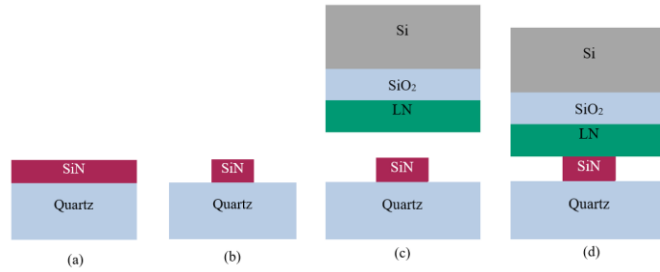 Si
SiO₂
LN
SiN
Quartz
(a)
SiN
Quartz
(b)
SiN
Quartz
(c)
Si
SiO₂
LN
SiN
Quartz
(d)